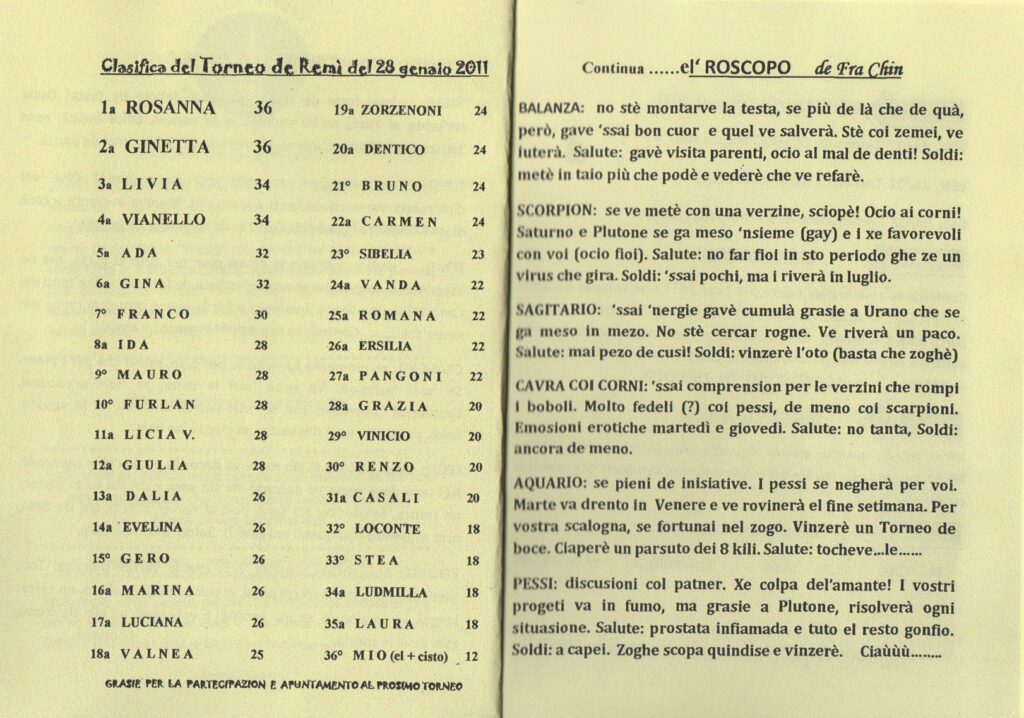 Clasifica del Torneo de Remi del 28 genaio 2011
1a ROSANNA 36
2a GINETTA 36
3a LIVIA 34
4a VIANELLO 34
5a ADA 32
6a GINA 32
7° FRANCO 30
8a IDA 28
9° MAURO 28
10° FURLAN 28
11a LICIA V. 28
12a GIULIA 28
13a DALIA 26
14a EVELINA 26
15° GERO 26
16a MARINA 26
17a LUCIANA 26
18a VALNEA 25
19a ZORZENONI 24
20a DENTICO 24
21° BRUNO 24
22a CARMEN 24
23° SIBELIA 23
24a VANDA 22
25a ROMANA 22
26a ERSILIA 22
27a PANGONI 22
28a GRAZIA 20
29° VINICIO 20
30° RENZO 20
31a CASALI 20
32° LOCONTE 18
33° STEA 18
34a LUDMILLA 18
35a LAURA 18
36° MIO (el + cisto) 12
GRASIE PER LA PARTECIPAZION E APUNTAMENTO AL PROSIMO TORNEO
Continua ......el' ROSCOPO de Fra Chin
BALANZA: no stè montarve la testa, se più de là che de quà,
però, gave 'ssai bon cuor e quel ve salverà. Stè coi zemei, ve
iuterà. Salute: gavè visita parenti, ocio al mal de denti! Soldi:
metè in taio più che podè e vederè che ve refarè.
SCORPION: se ve metè con una verzine, sciopè! Ocio ai corni!
Saturno e Plutone se ga meso 'nsieme (gay) e i xe favorevoli
con voi (ocio fioi). Salute: no far fioi in sto periodo ghe ze un
virus che gira. Soldi: 'ssai pochi, ma i riverà in luglio.
SAGITARIO: 'ssai 'nergie gavè cumulà grasie a Urano che se
ga meso in mezo. No stè cercar rogne. Ve riverà un paco.
Salute: mai pezo de cusì! Soldi: vinzerè l'oto (basta che zoghè)
CAVRA COI CORNI: 'ssai comprension per le verzini che rompi
i boboli. Molto fedeli (?) coi pessi, de meno coi scarpioni.
Emosioni erotiche martedì e giovedì. Salute: no tanta, Soldi:
ancora de meno.
AQUARIO: se pieni de inisiative. I pessi se negherà per voi.
Marte va drento in Venere e ve rovinerà el fine setimana. Per
vostra scalogna, se fortunai nel zogo. Vinzerè un Torneo de
boce. Ciaperè un parsuto dei 8 kili. Salute: tocheve...le......
PESSI: discusioni col patner. Xe colpa del'amante! I vostri
progeti va in fumo, ma grasie a Plutone, risolverà ogni
situasione. Salute: prostata infiamada e tuto el resto gonfio.
Soldi: a capei. Zoghe scopa quindise e vinzerè. Ciaùùù........